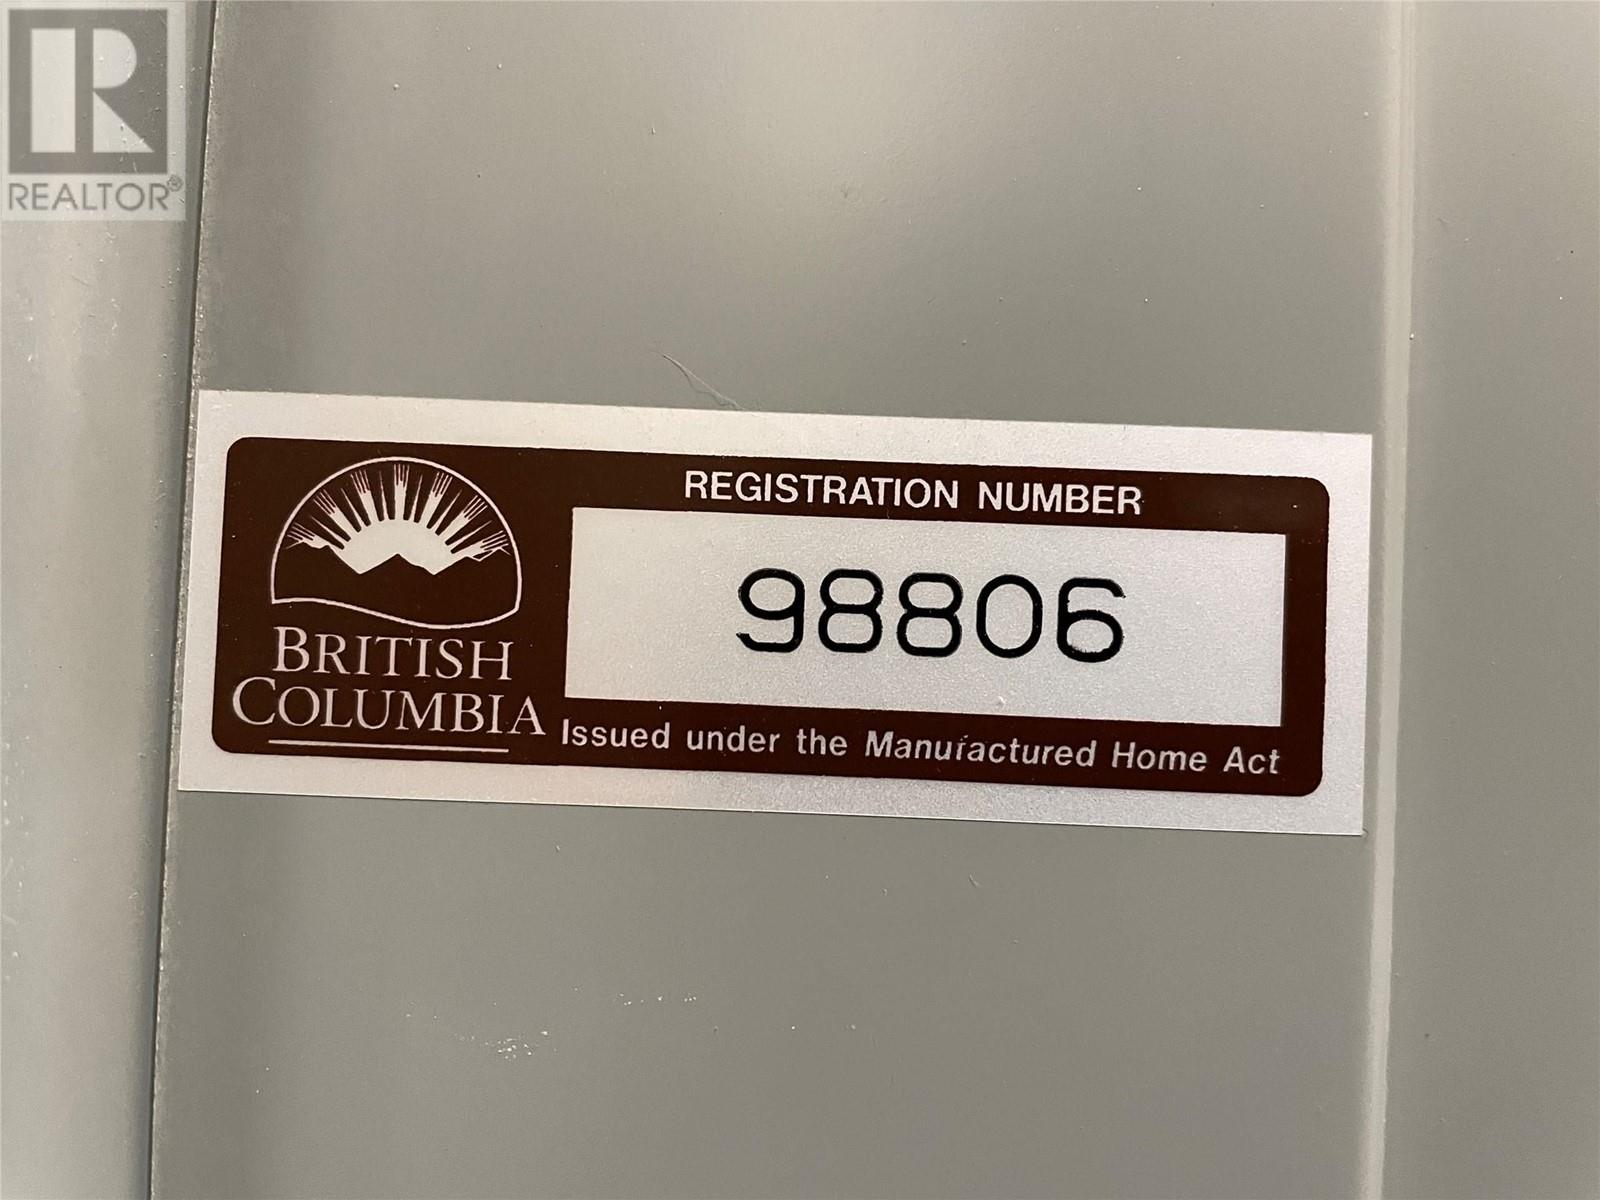 REALTOR®
REGISTRATION NUMBER
98806
BRITISH
COLUMBIA
Issued under the Manufactured Home Act